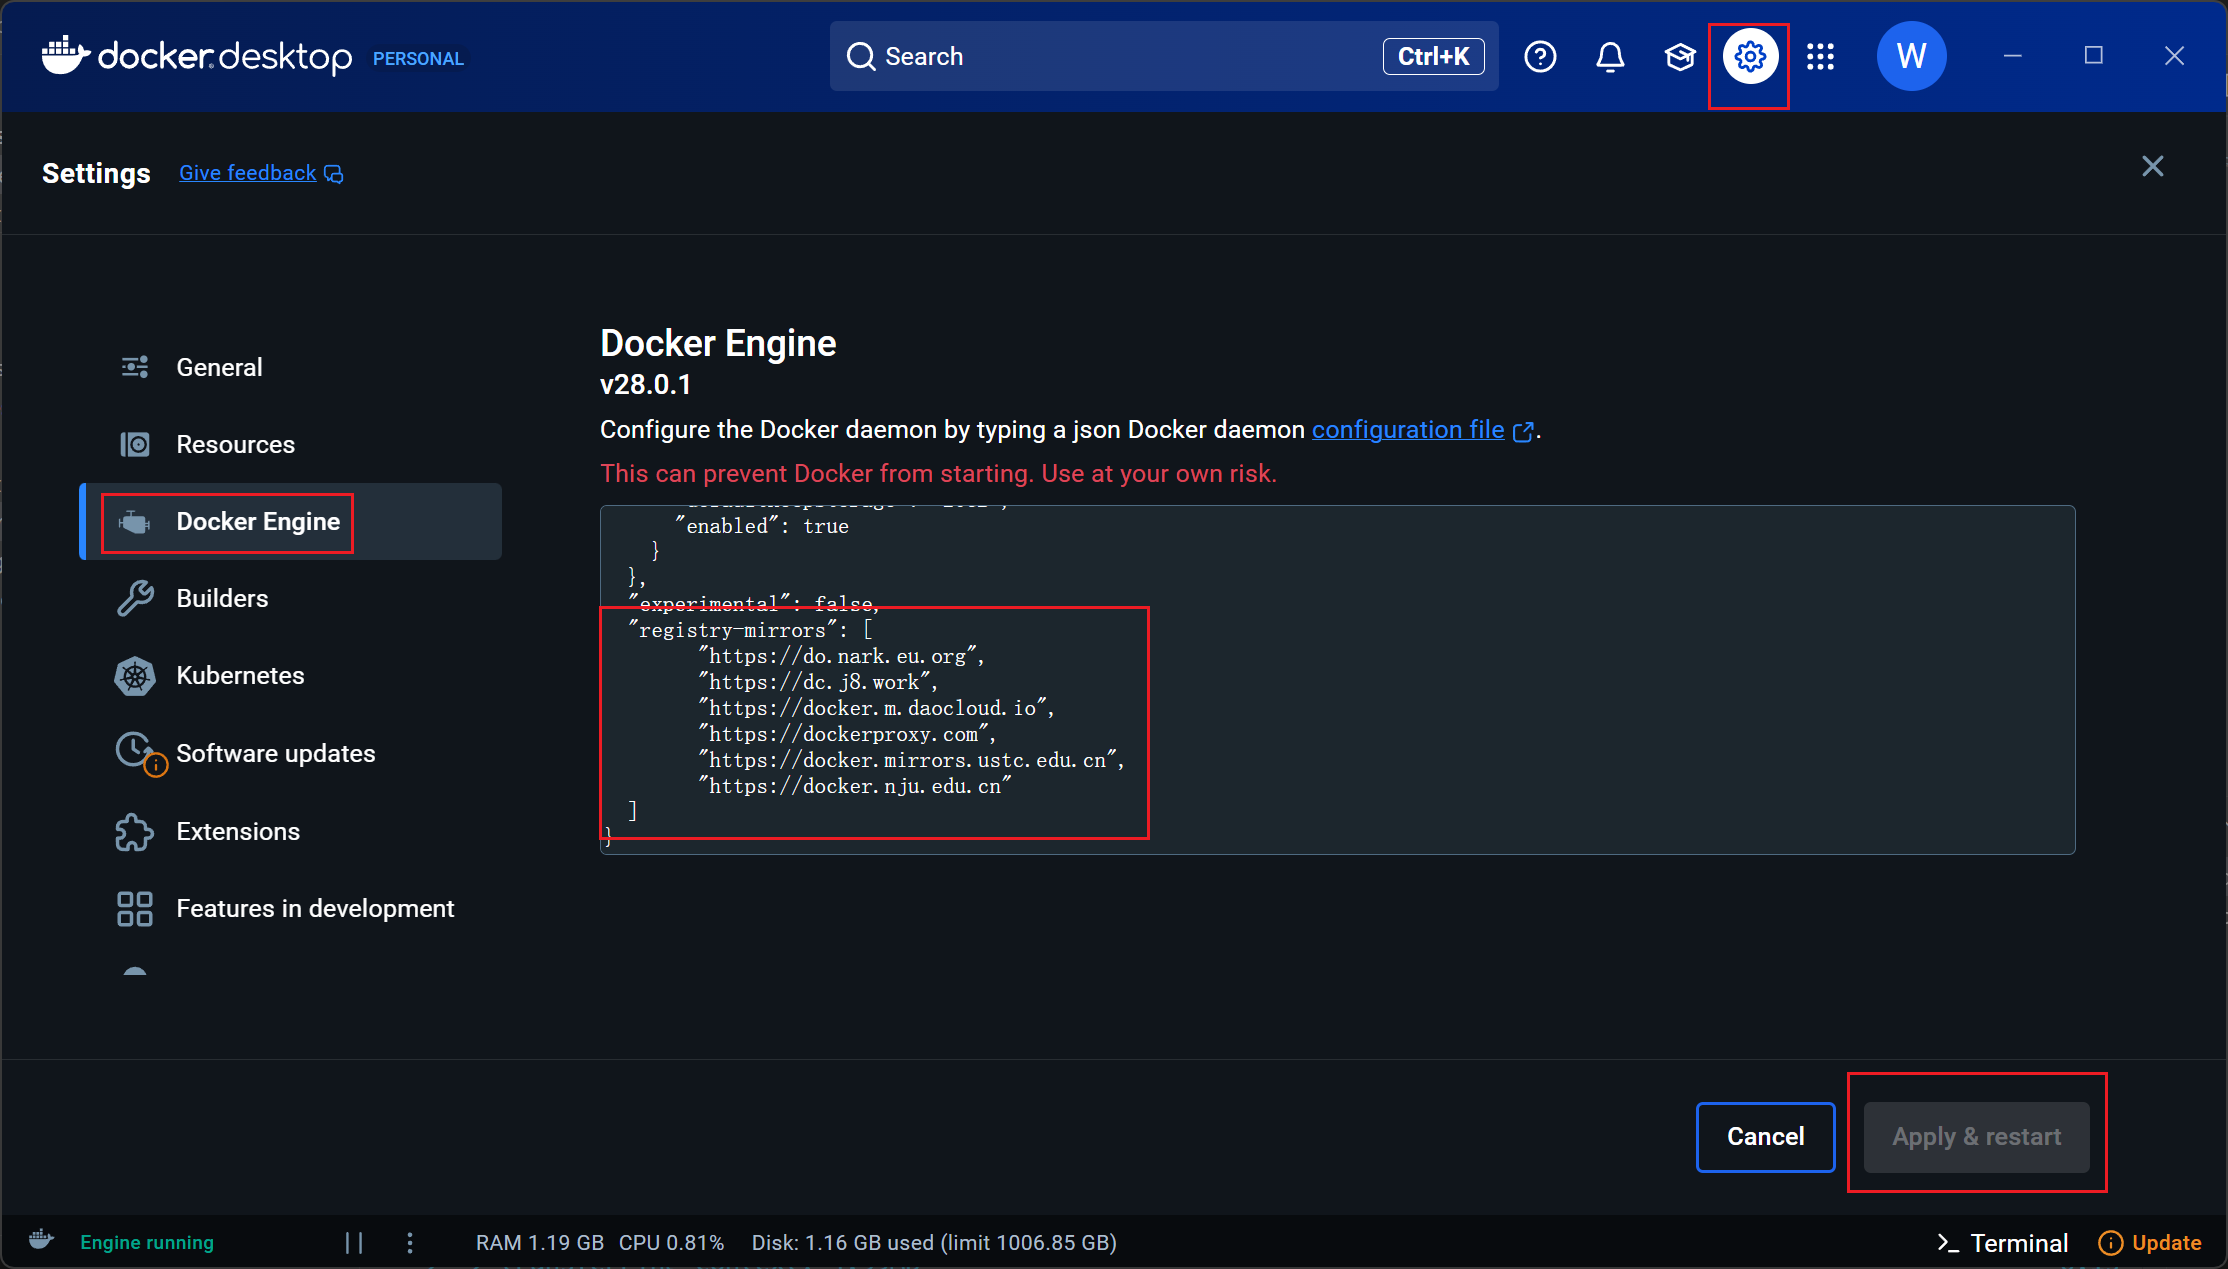 docker desktop PERSONAL
Search
Ctrl+K
W
Settings
Give feedback
General
Resources
Docker Engine
Builders
Kubernetes
Software updates
Extensions
Features in development
Docker Engine
v28.0.1
Configure the Docker daemon by typing a json Docker daemon configuration file.
This can prevent Docker from starting. Use at your own risk.
"enabled": true
}
},
"experimental": false,
"registry-mirrors": [
"https://do.nark.eu.org",
"https://dc.j8.work",
"https://docker.m.daocloud.io",
"https://dockerproxy.com",
"https://docker.mirrors.ustc.edu.cn",
"https://docker.nju.edu.cn"
]
}
Cancel
Apply & restart
Engine running
RAM 1.19 GB CPU 0.81% Disk: 1.16 GB used (limit 1006.85 GB)
Terminal
Update